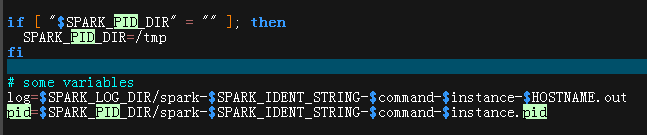 if [ "$SPARK_PID_DIR" = "" ]; then
  SPARK_PID_DIR=/tmp
fi
# some variables
log=$SPARK_LOG_DIR/spark-$SPARK_IDENT_STRING-$command-$instance-$HOSTNAME.out
pid=$SPARK_PID_DIR/spark-$SPARK_IDENT_STRING-$command-$instance.pid